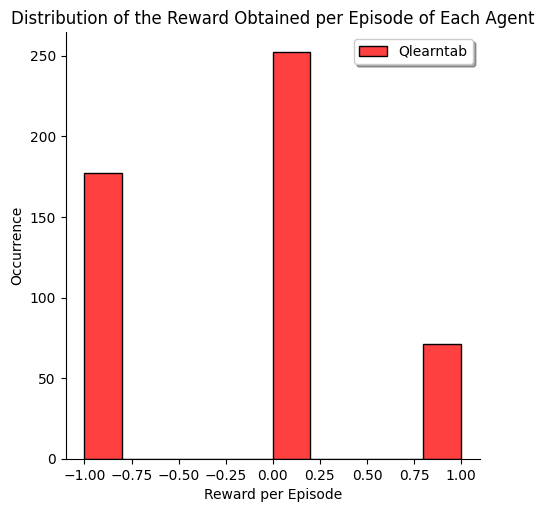 Distribution of the Reward Obtained per Episode of Each Agent
Qlearntab
250
200
150
100
50
0
Occurrence
−1.00 −0.75 −0.50 −0.25 0.00 0.25 0.50 0.75 1.00
Reward per Episode